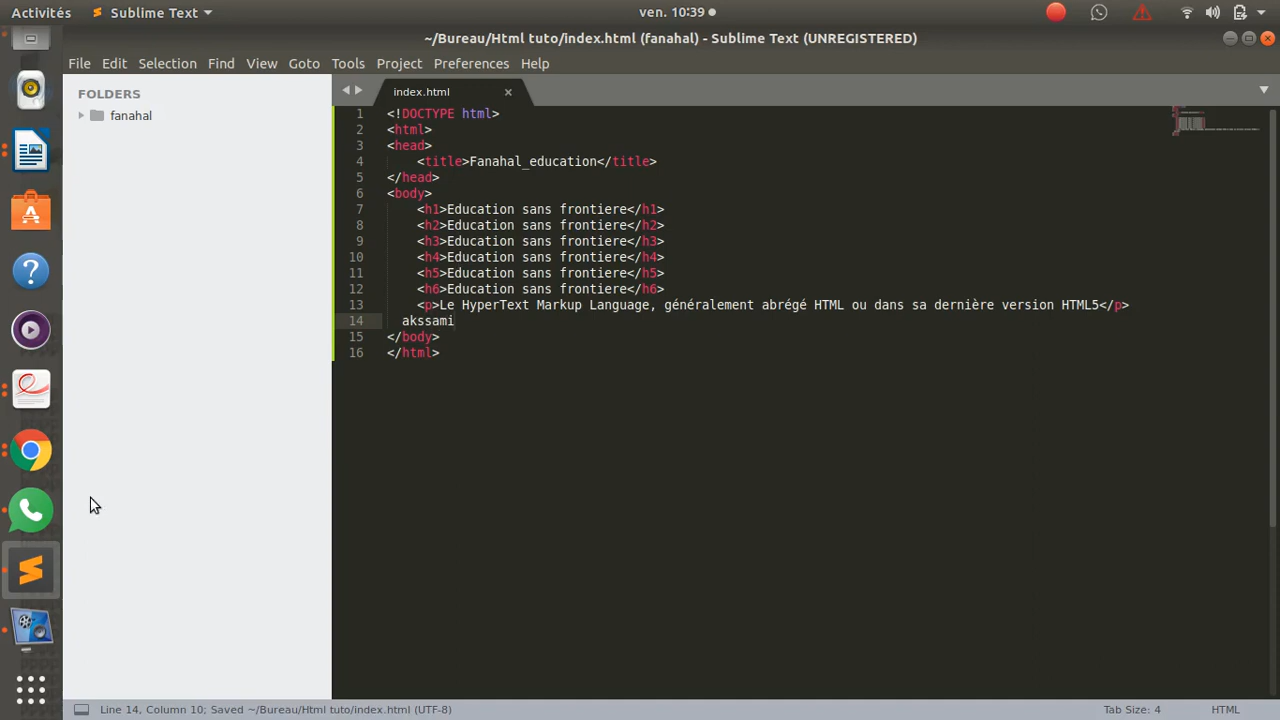 Activités Sublime Text ven. 10:39
~/Bureau/Html tuto/index.html (fanahal) - Sublime Text (UNREGISTERED)
File Edit Selection Find View Goto Tools Project Preferences Help
FOLDERS
fanahal
index.html
1 <!DOCTYPE html>
2 <html>
3 <head>
4 <title>Fanahal_education</title>
5 </head>
6 <body>
7 <h1>Education sans frontiere</h1>
8 <h2>Education sans frontiere</h2>
9 <h3>Education sans frontiere</h3>
10 <h4>Education sans frontiere</h4>
11 <h5>Education sans frontiere</h5>
12 <h6>Education sans frontiere</h6>
13 <p>Le HyperText Markup Language, généralement abrégé HTML ou dans sa dernière version HTML5</p>
14 akssami
15 </body>
16 </html>
Line 14, Column 10; Saved ~/Bureau/Html tuto/index.html (UTF-8) Tab Size: 4 HTML